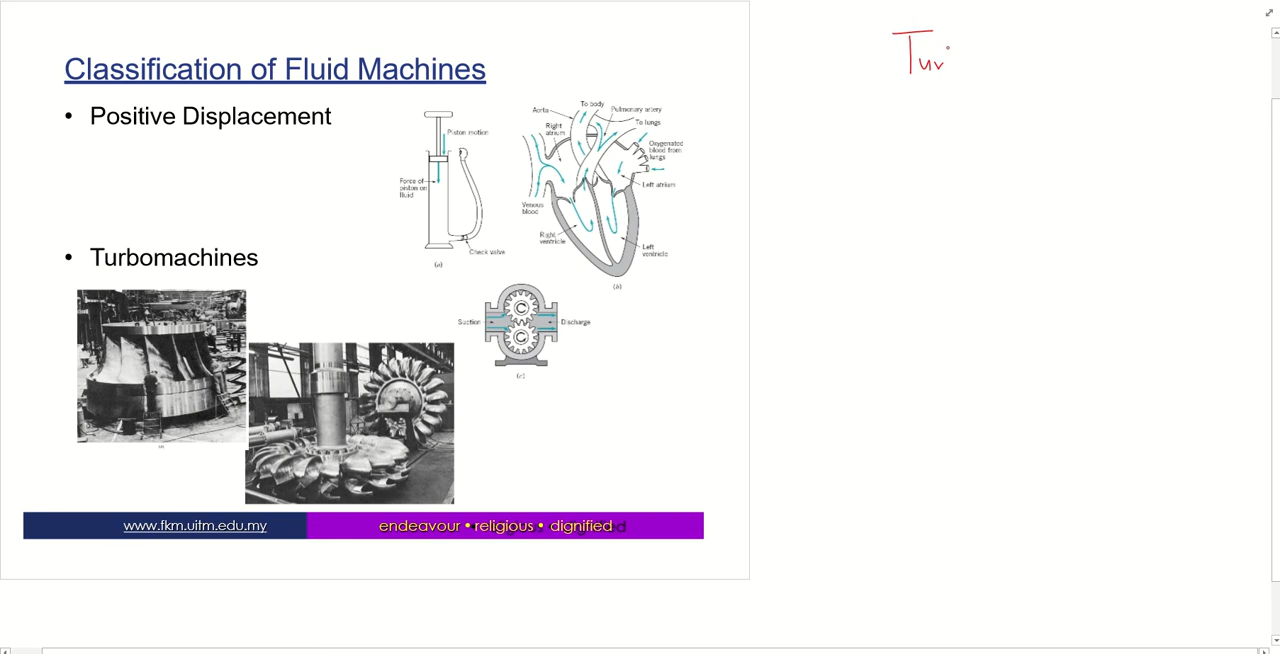 Classification of Fluid Machines
• Positive Displacement
Piston motion
Force of
piston on
fluid
Check valve
(a)
To body
Aorta
Pulmonary artery
To lungs
Right
atrium
Oxygenated
blood from
lungs
Left atrium
Venous
blood
Right
ventricle
Left
ventricle
(b)
• Turbomachines
Suction
Discharge
(c)
www.fkm.uitm.edu.my
endeavour • religious • dignified
Tur